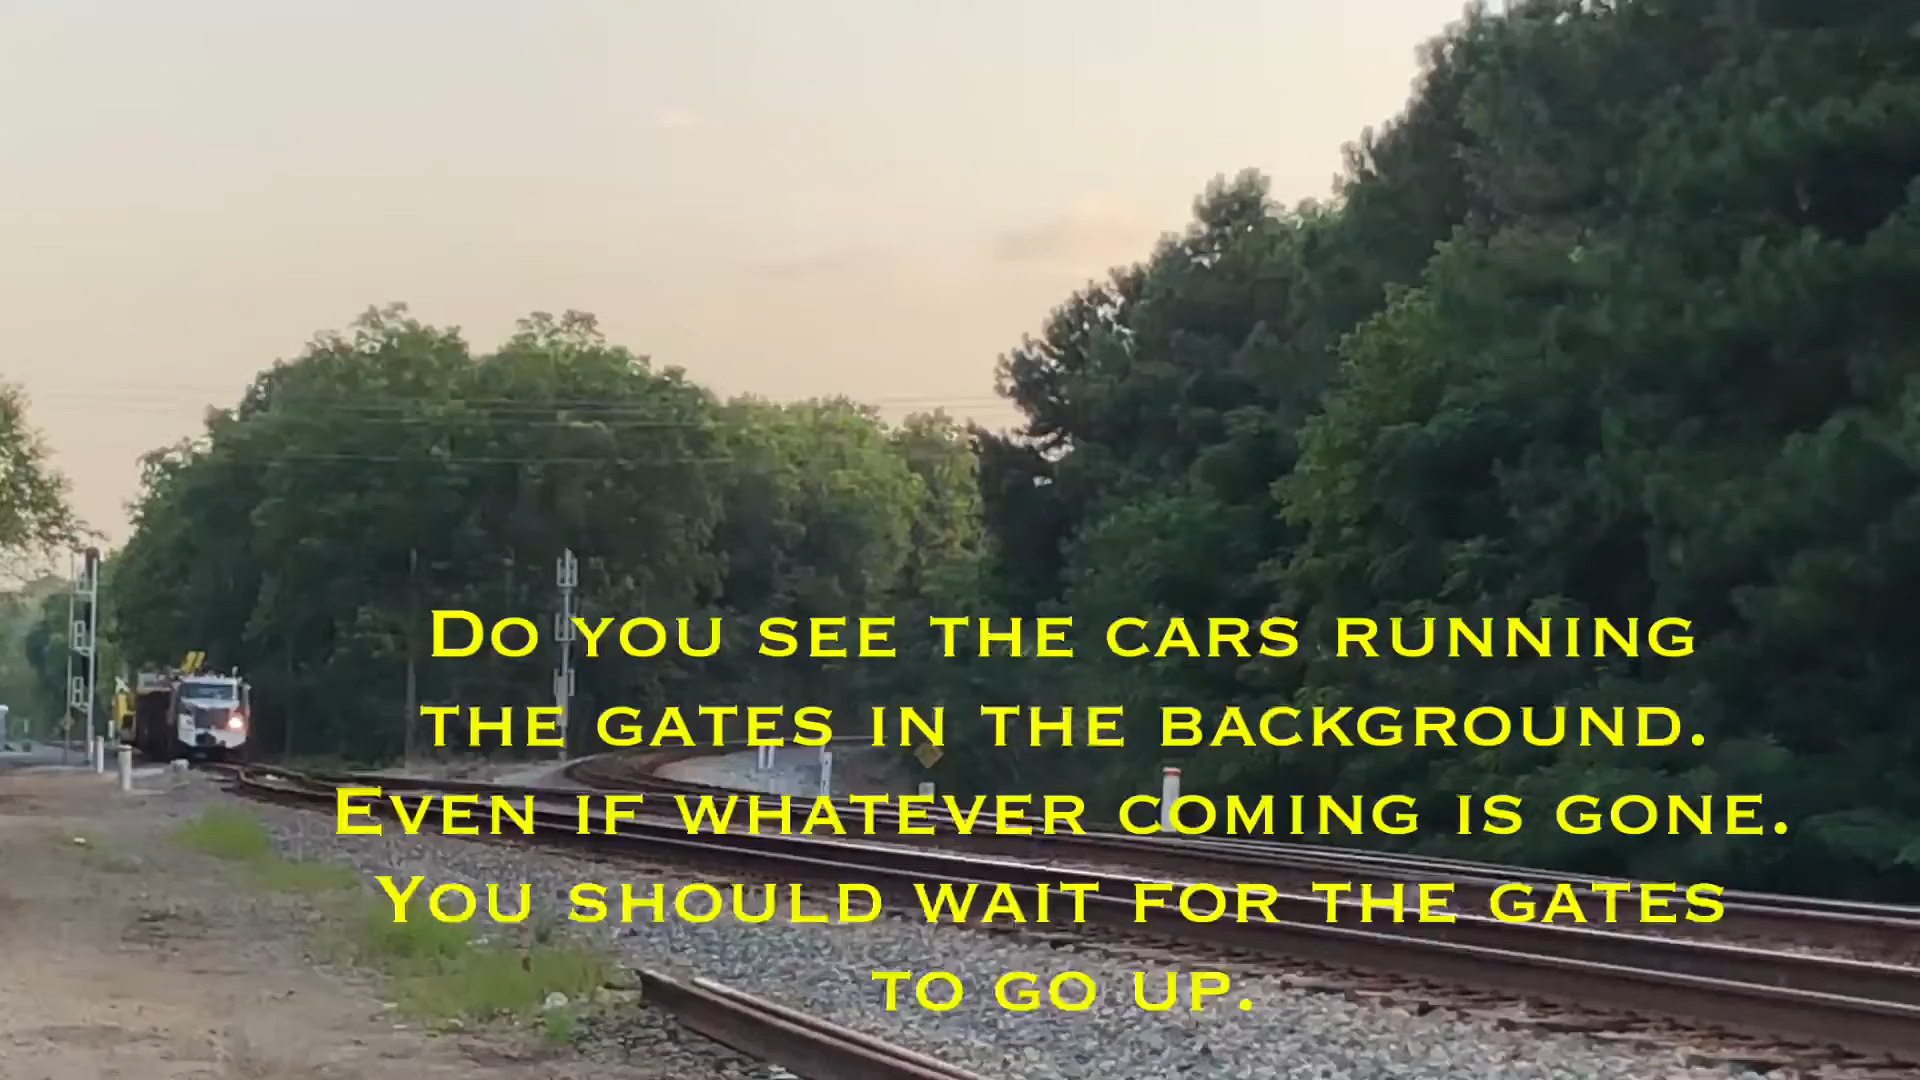 Do you see the cars running
the gates in the background.
Even if whatever coming is gone.
You should wait for the gates
to go up.